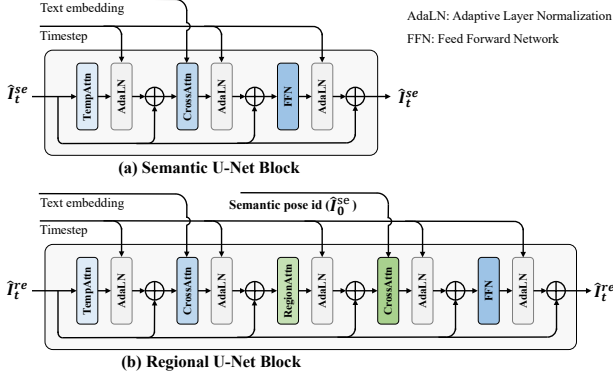 Text embedding
AdaLN: Adaptive Layer Normalization
Timestep
FFN: Feed Forward Network
Î_t^se
TempAttn
AdaLN
CrossAttn
AdaLN
FFN
AdaLN
Î_t^se
(a) Semantic U-Net Block
Text embedding
Semantic pose id (Î_0^se)
Timestep
Î_t^re
TempAttn
AdaLN
CrossAttn
AdaLN
RegionAttn
AdaLN
CrossAttn
AdaLN
FFN
AdaLN
Î_t^re
(b) Regional U-Net Block